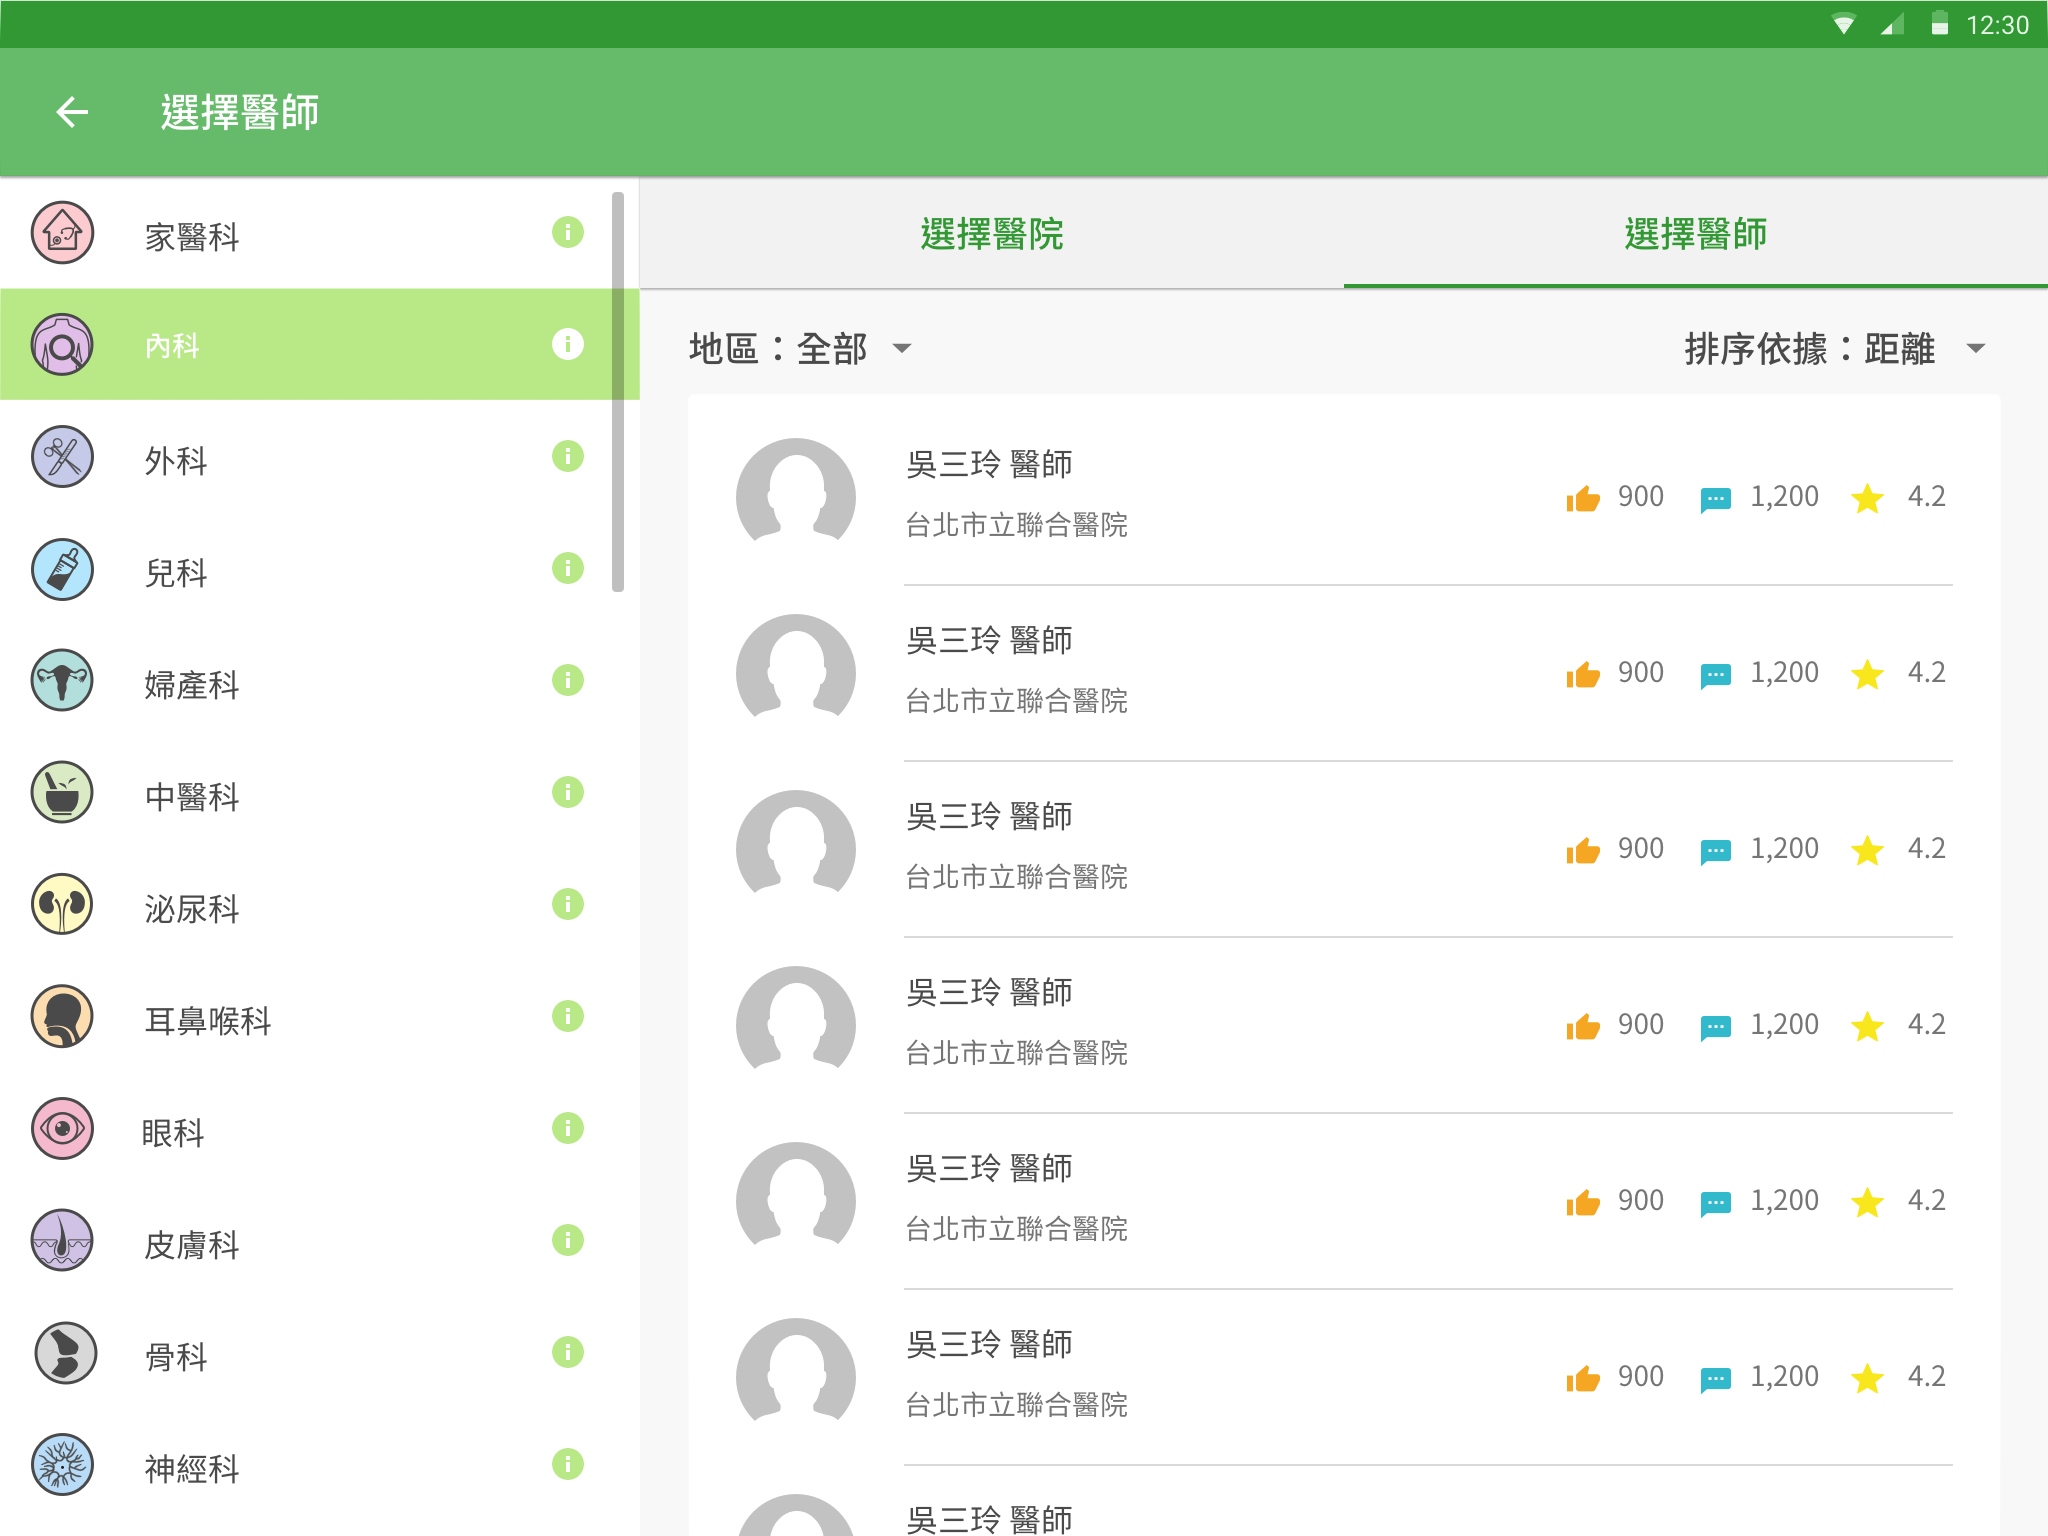 12:30
選擇醫師
家醫科
內科
外科
兒科
婦產科
中醫科
泌尿科
耳鼻喉科
眼科
皮膚科
骨科
神經科
選擇醫院
選擇醫師
地區：全部
排序依據：距離
吳三玲 醫師
台北市立聯合醫院
900 1,200 4.2
吳三玲 醫師
台北市立聯合醫院
900 1,200 4.2
吳三玲 醫師
台北市立聯合醫院
900 1,200 4.2
吳三玲 醫師
台北市立聯合醫院
900 1,200 4.2
吳三玲 醫師
台北市立聯合醫院
900 1,200 4.2
吳三玲 醫師
台北市立聯合醫院
900 1,200 4.2
吳三玲 醫師